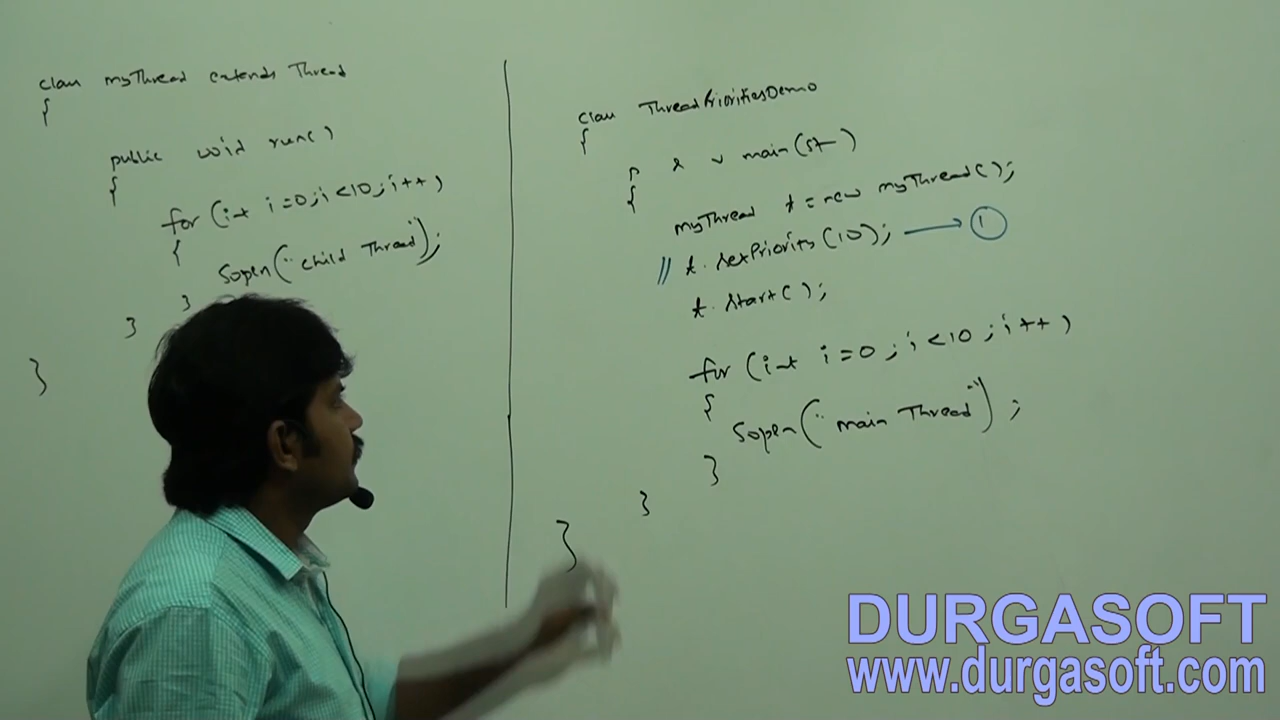 class myThread extends Thread
{
public void run()
{
for (int i=0;i<10;i++)
{
Sopln("child Thread");
}
}
}
class ThreadPrioritiesDemo
{
p s v main(st—)
{
myThread t = new myThread();
// t.setPriority(10); → 1
t.start();
for (int i=0;i<10;i++)
{
Sopln("main Thread");
}
}
}
DURGASOFT
www.durgasoft.com